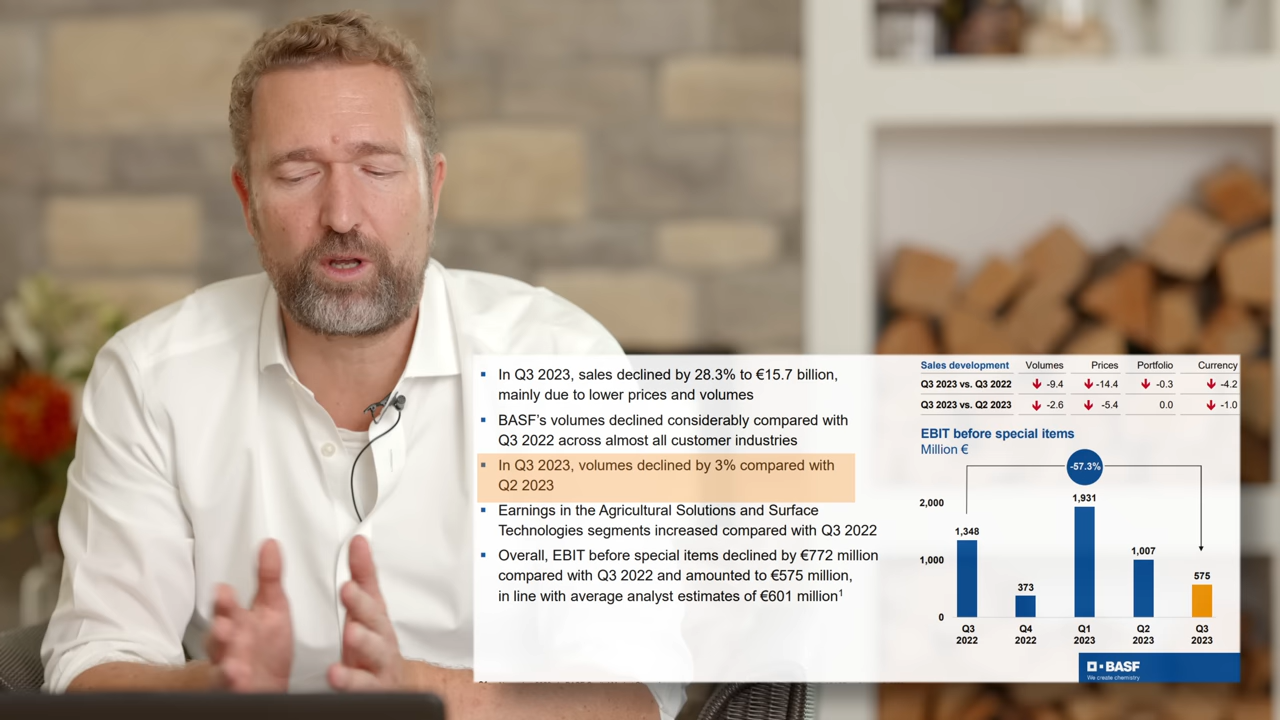 In Q3 2023, sales declined by 28.3% to €15.7 billion,
mainly due to lower prices and volumes
BASF's volumes declined considerably compared with
Q3 2022 across almost all customer industries
In Q3 2023, volumes declined by 3% compared with
Q2 2023
Earnings in the Agricultural Solutions and Surface
Technologies segments increased compared with Q3 2022
Overall, EBIT before special items declined by €772 million
compared with Q3 2022 and amounted to €575 million,
in line with average analyst estimates of €601 million¹
Sales development Volumes Prices Portfolio Currency
Q3 2023 vs. Q3 2022 -9.4 -14.4 -0.3 -4.2
Q3 2023 vs. Q2 2023 -2.6 -5.4 0.0 -1.0
EBIT before special items
Million €
-57.3%
2,000
1,000
0
1,348
373
1,931
1,007
575
Q3 2022
Q4 2022
Q1 2023
Q2 2023
Q3 2023
BASF
We create chemistry